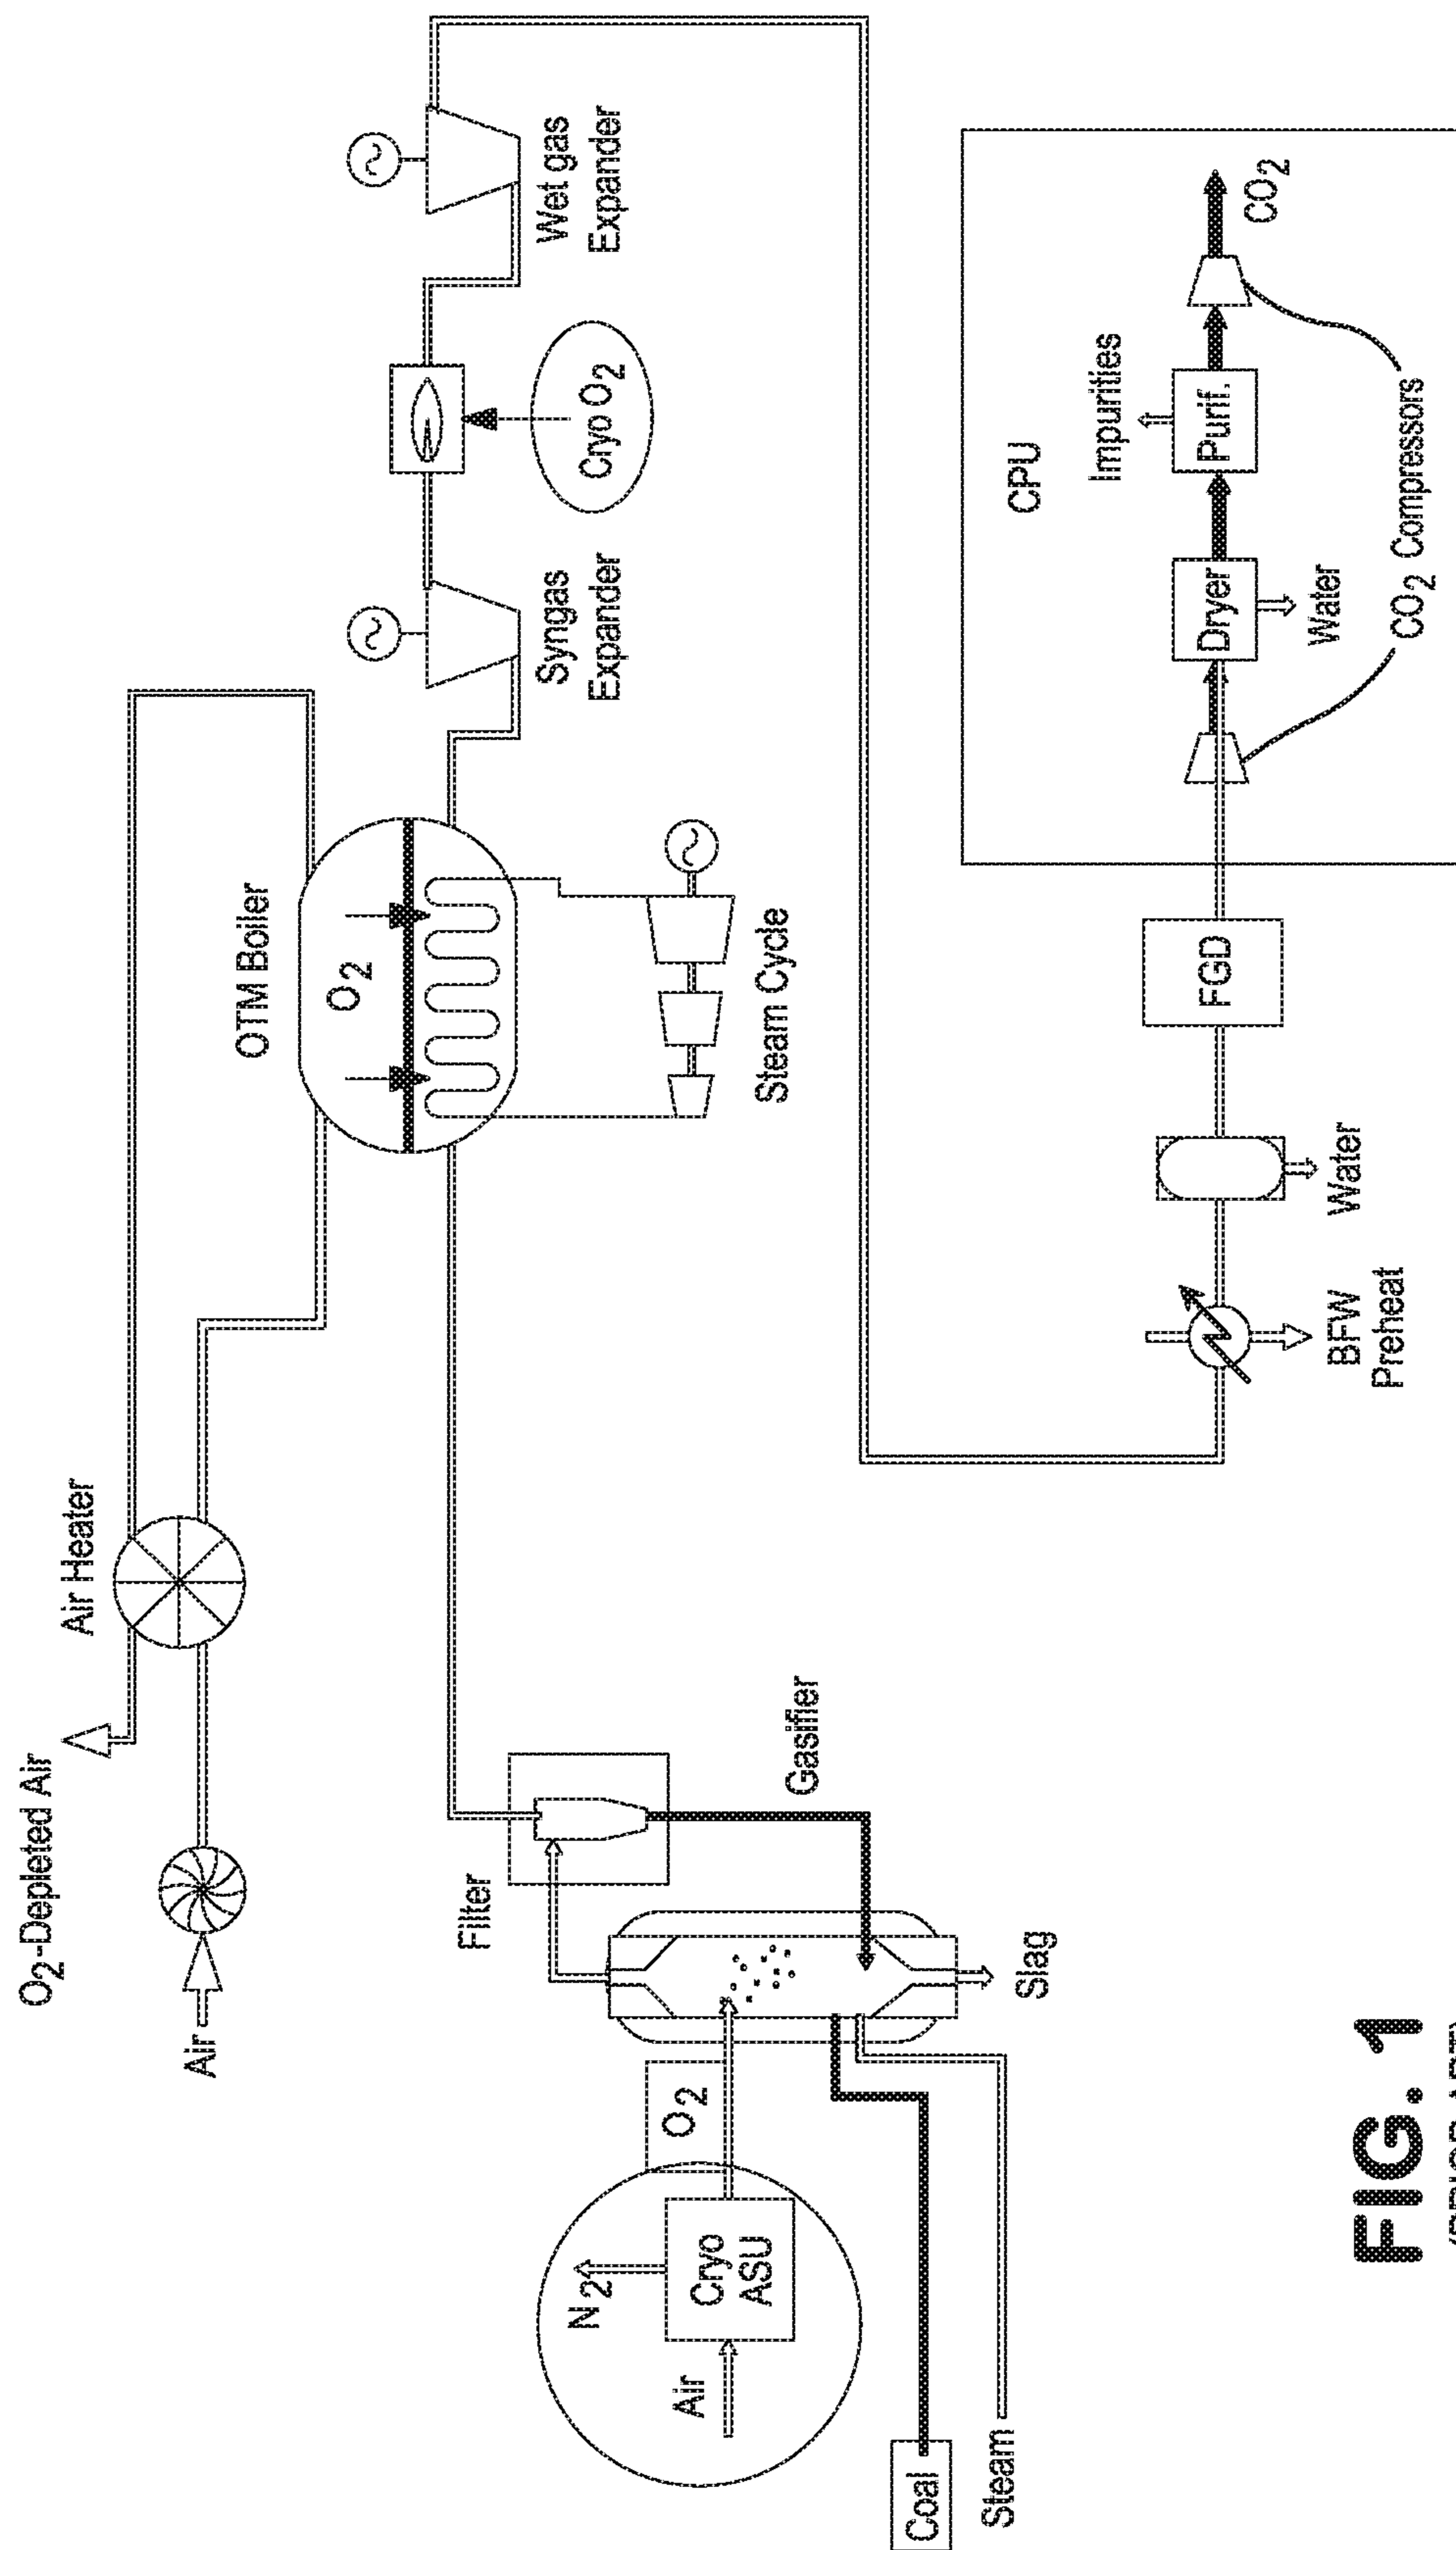 O2-Depleted Air
Air Heater
Air
OTM Boiler
O2
Syngas
Expander
Wet gas
Expander
Cryo O2
Steam Cycle
Filter
Gasifier
N2
Cryo
ASU
Air
O2
Coal
Steam
Slag
BFW
Preheat
Water
FGD
CPU
Dryer
Water
Impurities
Purif.
CO2
CO2 Compressors
FIG. 1
(PRIOR ART)